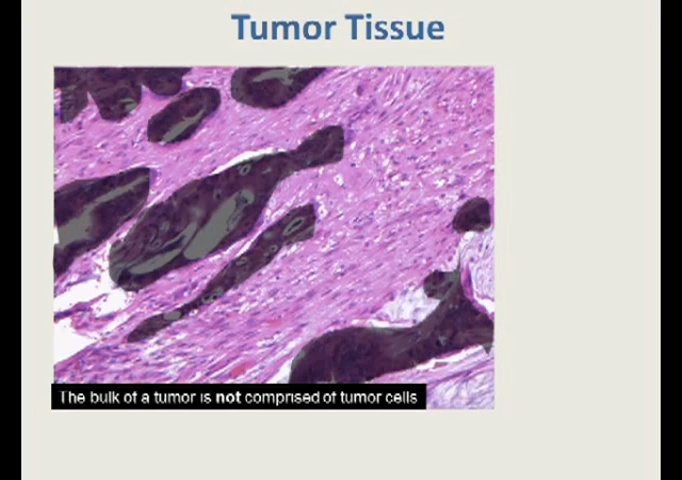 Tumor Tissue
The bulk of a tumor is not comprised of tumor cells